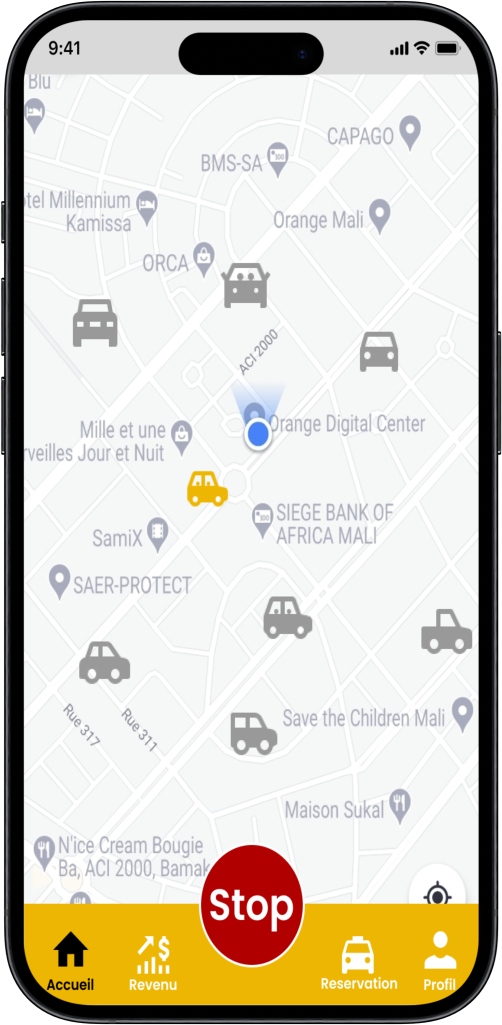 9:41
Blu
CAPAGO
BMS-SA
tel Millennium
Kamissa
Orange Mali
ORCA
ACI 2000
Orange Digital Center
Mille et une
rveilles Jour et Nuit
SIEGE BANK OF
AFRICA MALI
SamiX
SAER-PROTECT
Rue 317
Rue 311
Save the Children Mali
Maison Sukal
N'ice Cream Bougie
Ba, ACI 2000, Bamak
Stop
$
Accueil
Revenu
Reservation
Profil